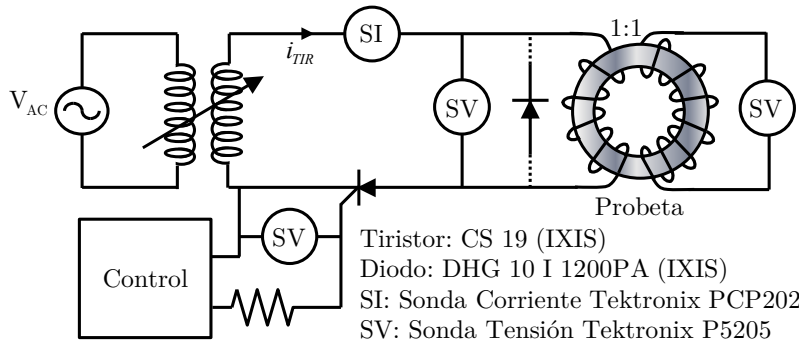 1:1
SI
i_TIR
V_AC
SV
SV
SV
Probeta
Control
Tiristor: CS 19 (IXIS)
Diodo: DHG 10 I 1200PA (IXIS)
SI: Sonda Corriente Tektronix PCP202
SV: Sonda Tensión Tektronix P5205